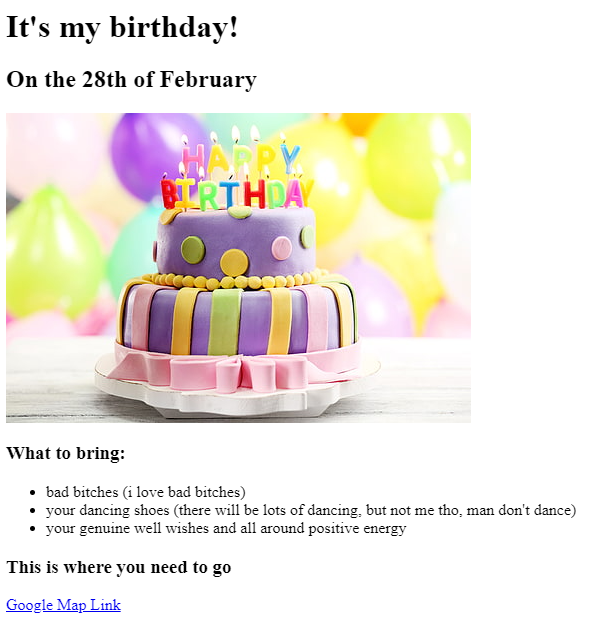 It's my birthday!
On the 28th of February
HAPPY
BIRTHDAY
What to bring:
bad bitches (i love bad bitches)
your dancing shoes (there will be lots of dancing, but not me tho, man don't dance)
your genuine well wishes and all around positive energy
This is where you need to go
Google Map Link